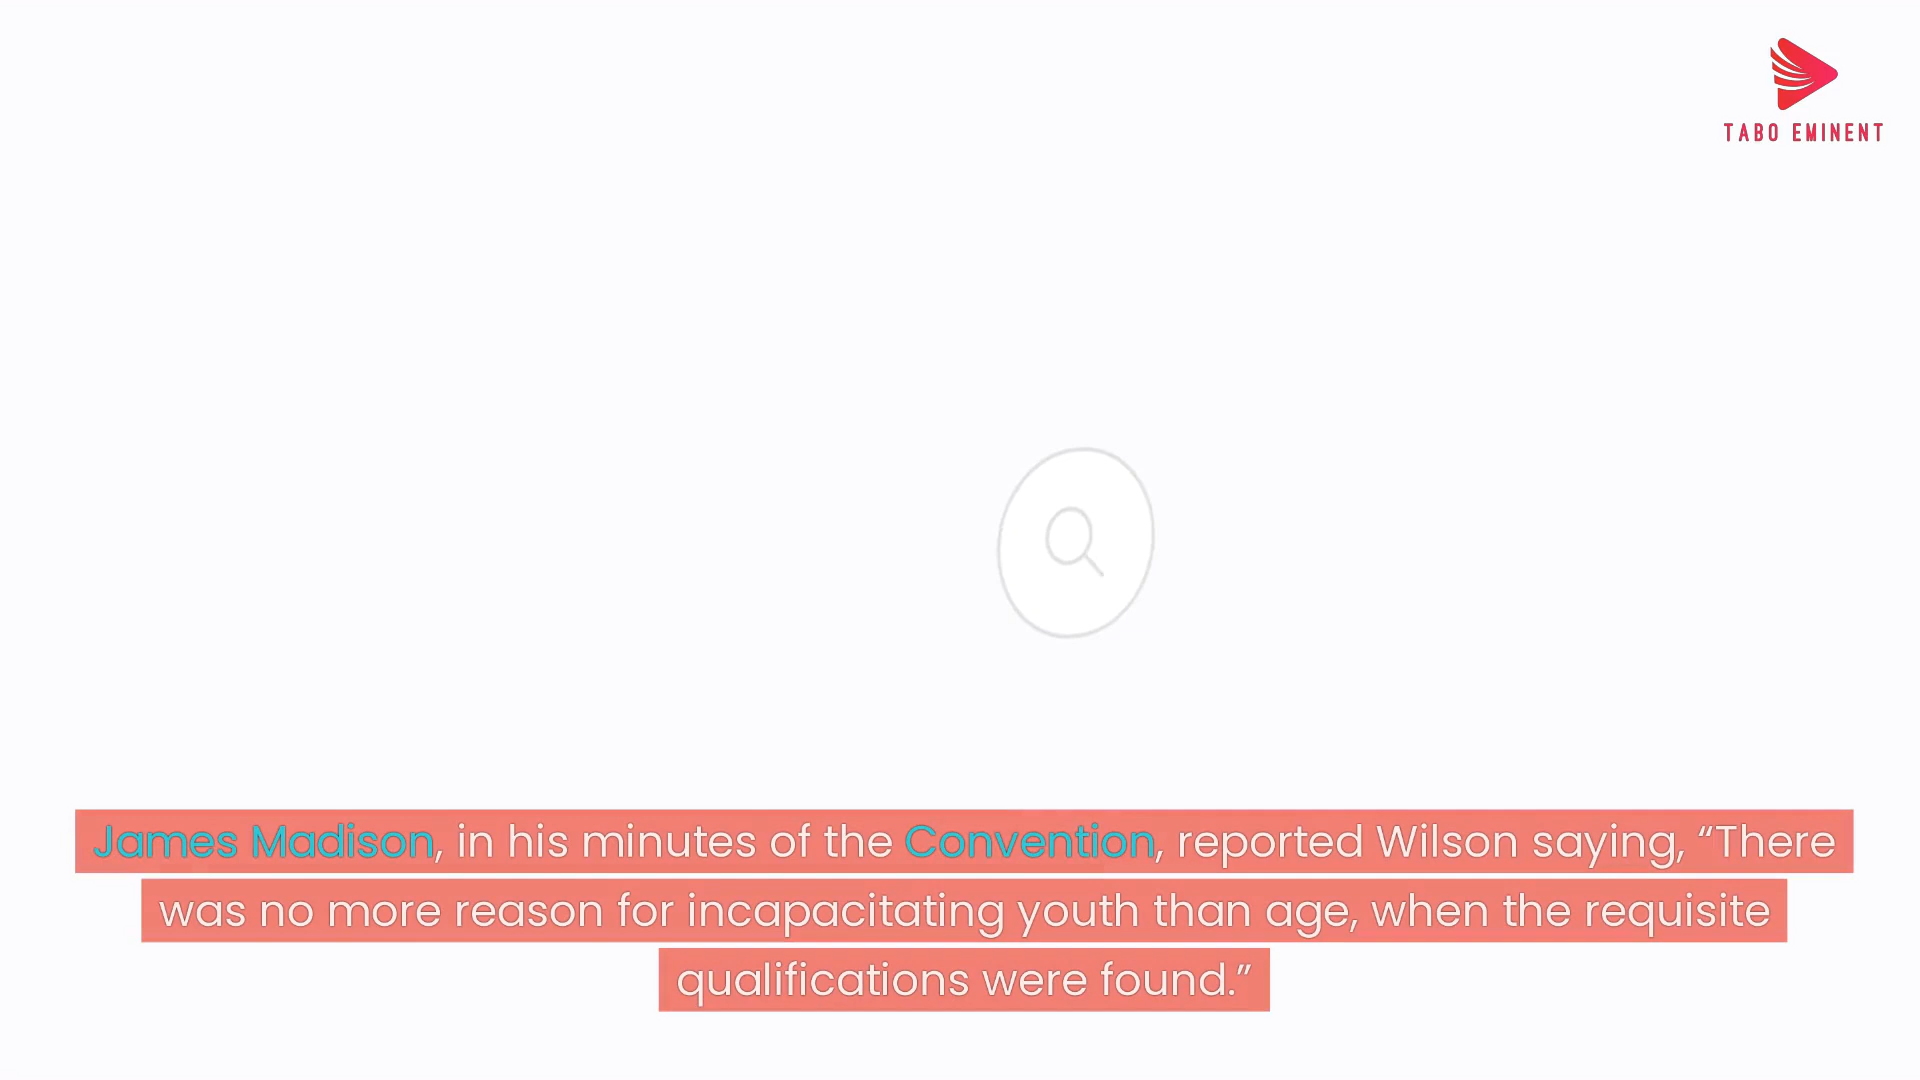 TABO EMINENT
James Madison, in his minutes of the Convention, reported Wilson saying, “There
was no more reason for incapacitating youth than age, when the requisite
qualifications were found.”